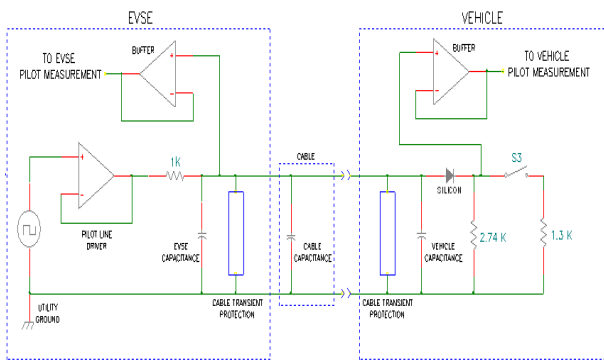 EVSE
VEHICLE
BUFFER
TO EVSE
PILOT MEASUREMENT
BUFFER
TO VEHICLE
PILOT MEASUREMENT
1K
CABLE
S3
SILICON
PILOT LINE
DRIVER
EVSE
CAPACITANCE
CABLE
CAPACITANCE
VEHICLE
CAPACITANCE
2.74 K
1.3 K
UTILITY
GROUND
CABLE TRANSIENT
PROTECTION
CABLE TRANSIENT
PROTECTION